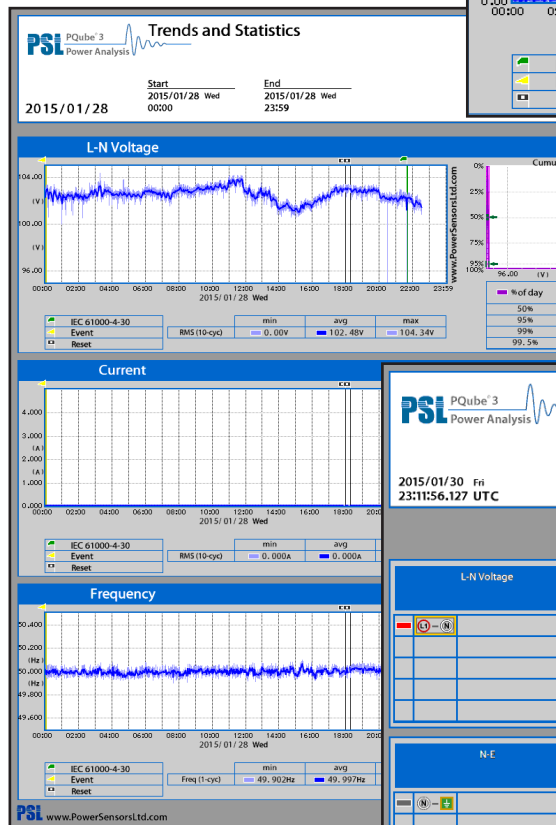 0.00
00:00
PSL PQube®3 Power Analysis
Trends and Statistics
Start End
2015/01/28 Wed 2015/01/28 Wed
2015/01/28 00:00 23:59
L-N Voltage
104.00
(V)
100.00
(V)
96.00
00:00 02:00 04:00 06:00 08:00 10:00 12:00 14:00 16:00 18:00 20:00 22:00 23:59
2015/01/28 Wed
www.PowerSensorsLtd.com
0%
25%
50%
75%
95%
100%
96.00 (V)
% of day
50%
95%
99%
99.5%
IEC 61000-4-30 min avg max
Event RMS (10-cyc) 0.00V 102.48V 104.34V
Reset
Current
4.000
3.000
(A)
2.000
(A)
1.000
0.000
00:00 02:00 04:00 06:00 08:00 10:00 12:00 14:00 16:00 18:00
2015/01/28 Wed
IEC 61000-4-30 min avg
Event RMS (10-cyc) 0.000A 0.000A
Reset
Frequency
50.400
50.200
(Hz)
50.000
(Hz)
49.800
49.600
00:00 02:00 04:00 06:00 08:00 10:00 12:00 14:00 16:00 18:00
2015/01/28 Wed
IEC 61000-4-30 min avg
Event Freq (1-cyc) 49.902Hz 49.997Hz
Reset
PSL www.PowerSensorsLtd.com
PSL PQube®3 Power Analysis
2015/01/30 Fri
23:11:56.127 UTC
L-N Voltage
L1 - N
N-E
N -